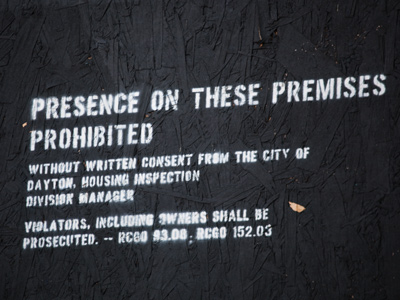 PRESENCE ON THESE PREMISES
PROHIBITED
WITHOUT WRITTEN CONSENT FROM THE CITY OF
DAYTON, HOUSING INSPECTION
DIVISION MANAGER
VIOLATORS, INCLUDING OWNERS SHALL BE
PROSECUTED. -- RCGO 93.00, RCGO 152.03